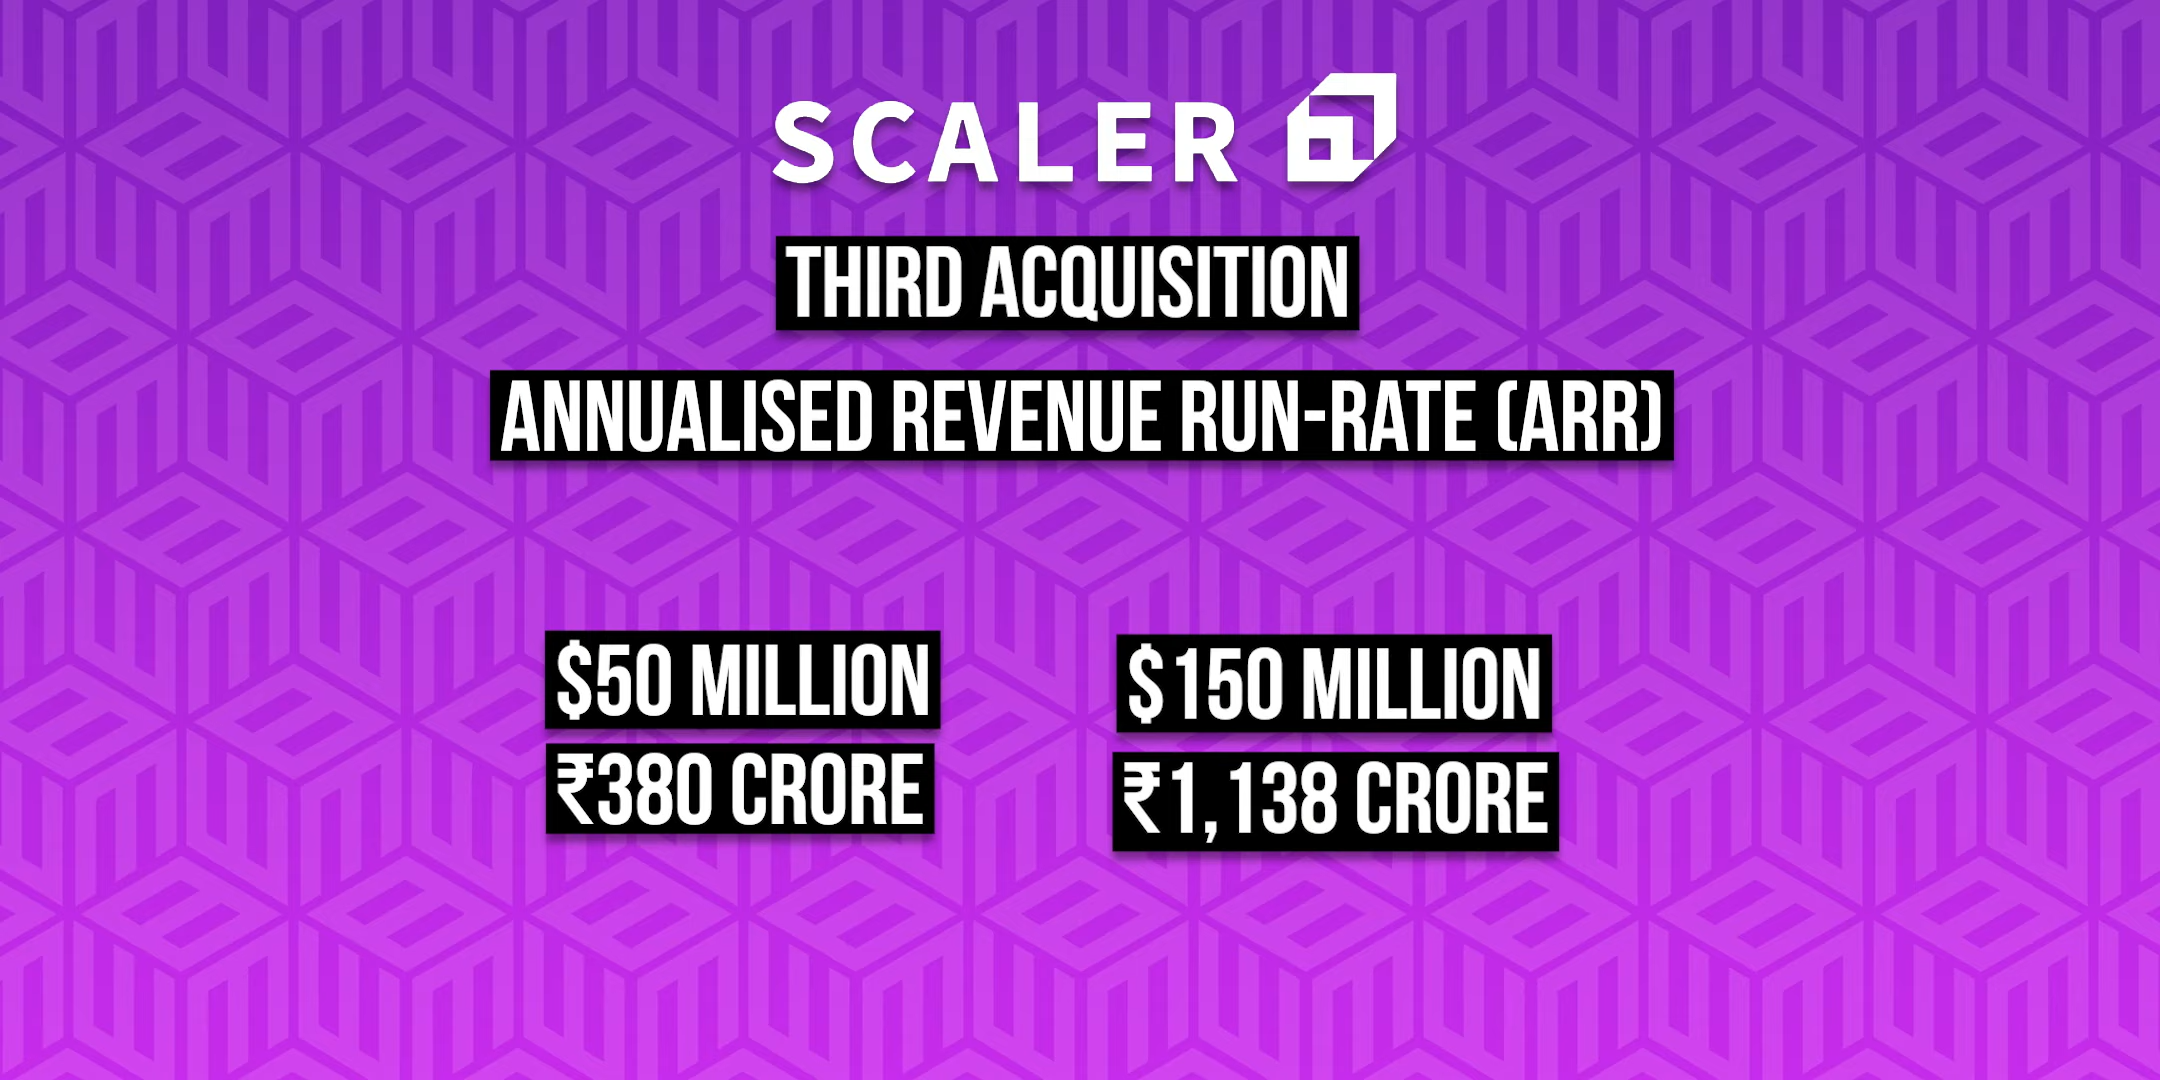 SCALER
THIRD ACQUISITION
ANNUALISED REVENUE RUN-RATE (ARR)
$50 MILLION
₹380 CRORE
$150 MILLION
₹1,138 CRORE